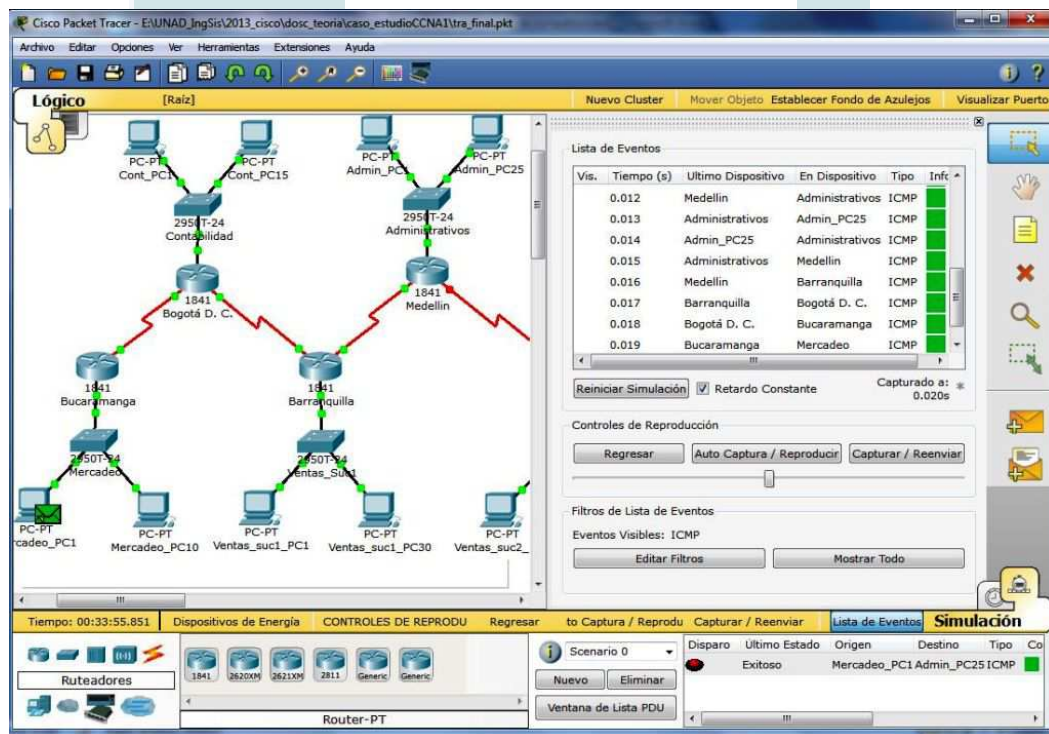 Cisco Packet Tracer - E:\UNAD_IngSis\2013_cisco\dosc_teoria\caso_estudioCCNA1\tra_final.pkt
Archivo Editar Opciones Ver Herramientas Extensiones Ayuda
Lógico [Raíz] Nuevo Cluster Mover Objeto Establecer Fondo de Azulejos Visualizar Puerto
PC-PT
Cont_PC1
PC-PT
Cont_PC15
PC-PT
Admin_PC1
PC-PT
Admin_PC25
2950T-24
Contabilidad
2950T-24
Administrativos
1841
Bogotá D. C.
1841
Medellin
1841
Bucaramanga
1841
Barranquilla
2950T-24
Mercadeo
2950T-24
Ventas_Suc1
PC-PT
rcadeo_PC1
PC-PT
Mercadeo_PC10
PC-PT
Ventas_suc1_PC1
PC-PT
Ventas_suc1_PC30
PC-PT
Ventas_suc2_
Lista de Eventos
Vis. Tiempo (s) Ultimo Dispositivo En Dispositivo Tipo Info
0.012 Medellin Administrativos ICMP
0.013 Administrativos Admin_PC25 ICMP
0.014 Admin_PC25 Administrativos ICMP
0.015 Administrativos Medellin ICMP
0.016 Medellin Barranquilla ICMP
0.017 Barranquilla Bogotá D. C. ICMP
0.018 Bogotá D. C. Bucaramanga ICMP
0.019 Bucaramanga Mercadeo ICMP
Reiniciar Simulación Retardo Constante Capturado a: *
0.020s
Controles de Reproducción
Regresar Auto Captura / Reproducir Capturar / Reenviar
Filtros de Lista de Eventos
Eventos Visibles: ICMP
Editar Filtros Mostrar Todo
Tiempo: 00:33:55.851 Dispositivos de Energía CONTROLES DE REPRODU Regresar to Captura / Reprodu Capturar / Reenviar Lista de Eventos Simulación
Ruteadores
1841 2620XM 2621XM 2811 Generic Generic
Router-PT
Scenario 0
Nuevo Eliminar
Ventana de Lista PDU
Disparo Último Estado Origen Destino Tipo Co
Exitoso Mercadeo_PC1 Admin_PC25 ICMP